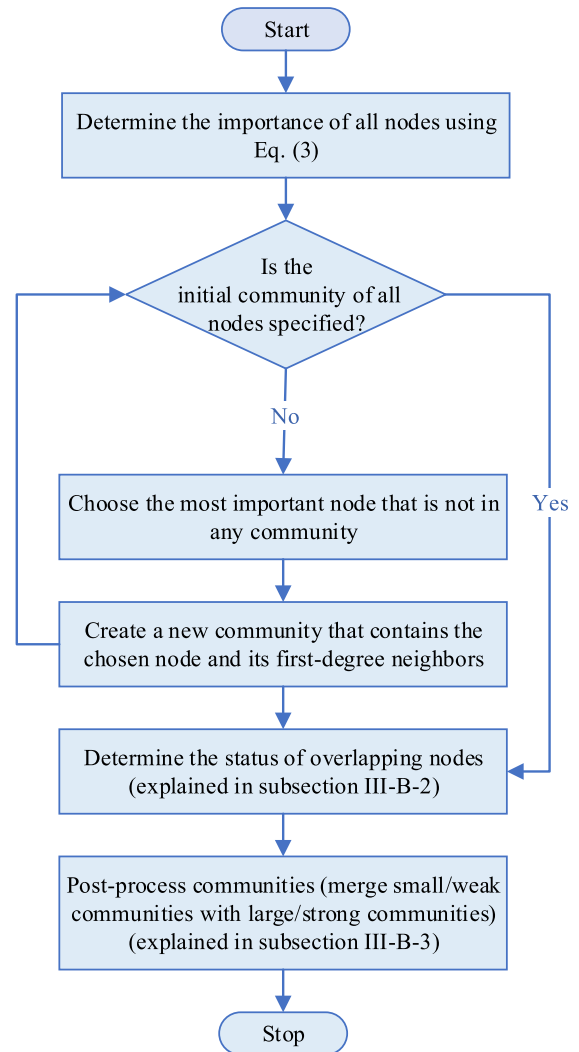 Start
Determine the importance of all nodes using
Eq. (3)
Is the
initial community of all
nodes specified?
No
Choose the most important node that is not in
any community
Yes
Create a new community that contains the
chosen node and its first-degree neighbors
Determine the status of overlapping nodes
(explained in subsection III-B-2)
Post-process communities (merge small/weak
communities with large/strong communities)
(explained in subsection III-B-3)
Stop